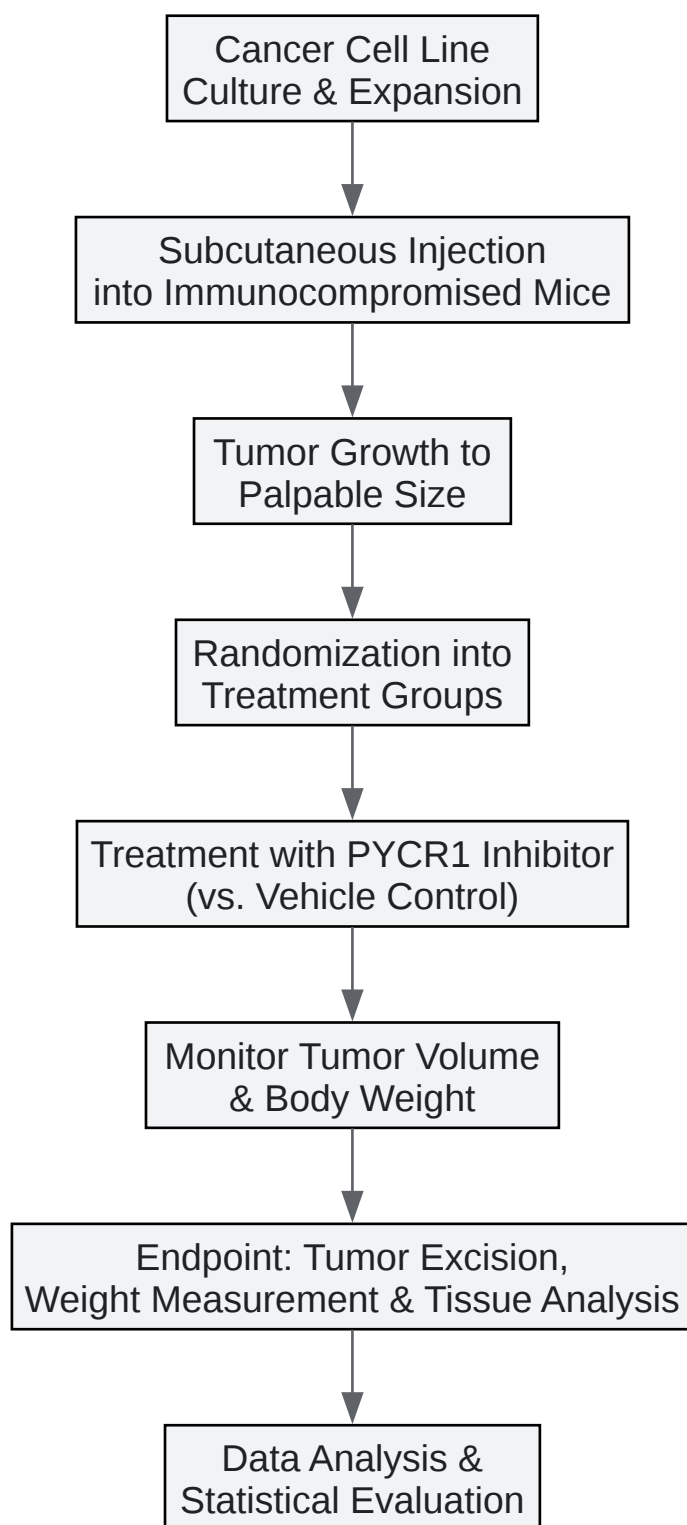 Cancer Cell Line
Culture & Expansion
Subcutaneous Injection
into Immunocompromised Mice
Tumor Growth to
Palpable Size
Randomization into
Treatment Groups
Treatment with PYCR1 Inhibitor
(vs. Vehicle Control)
Monitor Tumor Volume
& Body Weight
Endpoint: Tumor Excision,
Weight Measurement & Tissue Analysis
Data Analysis &
Statistical Evaluation